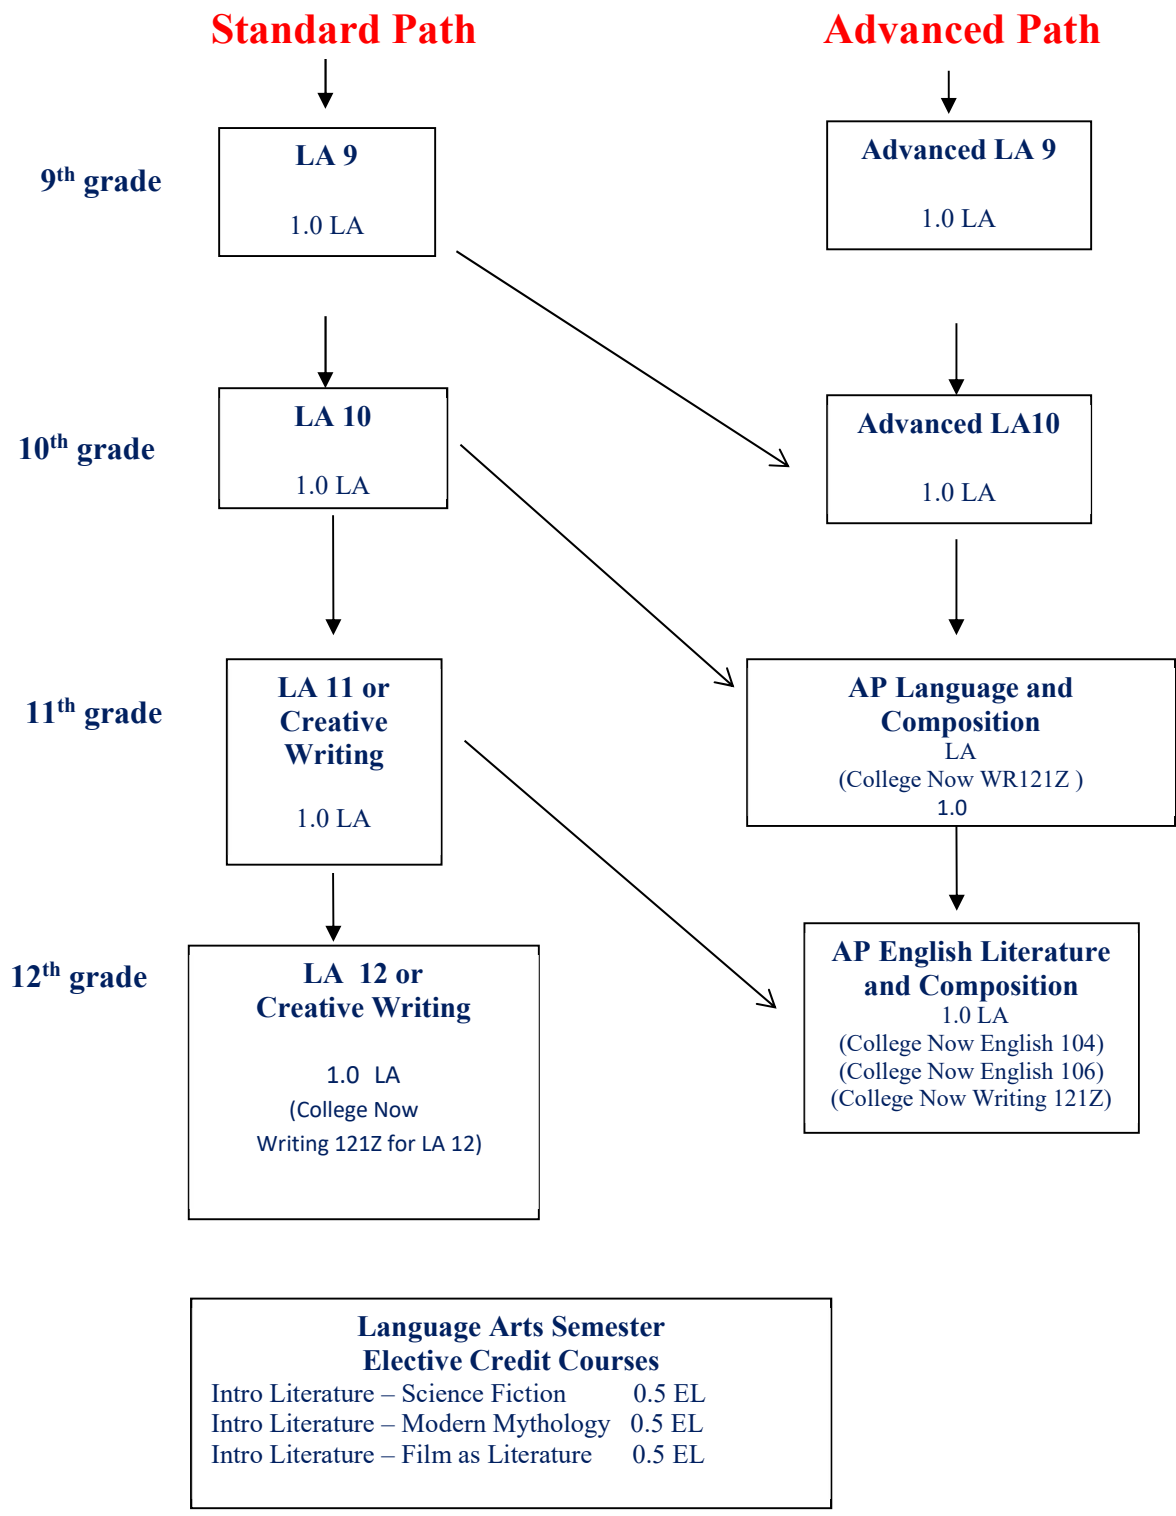 Standard Path
Advanced Path
9th grade
LA 9
1.0 LA
Advanced LA 9
1.0 LA
10th grade
LA 10
1.0 LA
Advanced LA10
1.0 LA
11th grade
LA 11 or
Creative
Writing
1.0 LA
AP Language and
Composition
LA
(College Now WR121Z )
1.0
12th grade
LA 12 or
Creative Writing
1.0 LA
(College Now
Writing 121Z for LA 12)
AP English Literature
and Composition
1.0 LA
(College Now English 104)
(College Now English 106)
(College Now Writing 121Z)
Language Arts Semester
Elective Credit Courses
Intro Literature – Science Fiction 0.5 EL
Intro Literature – Modern Mythology 0.5 EL
Intro Literature – Film as Literature 0.5 EL